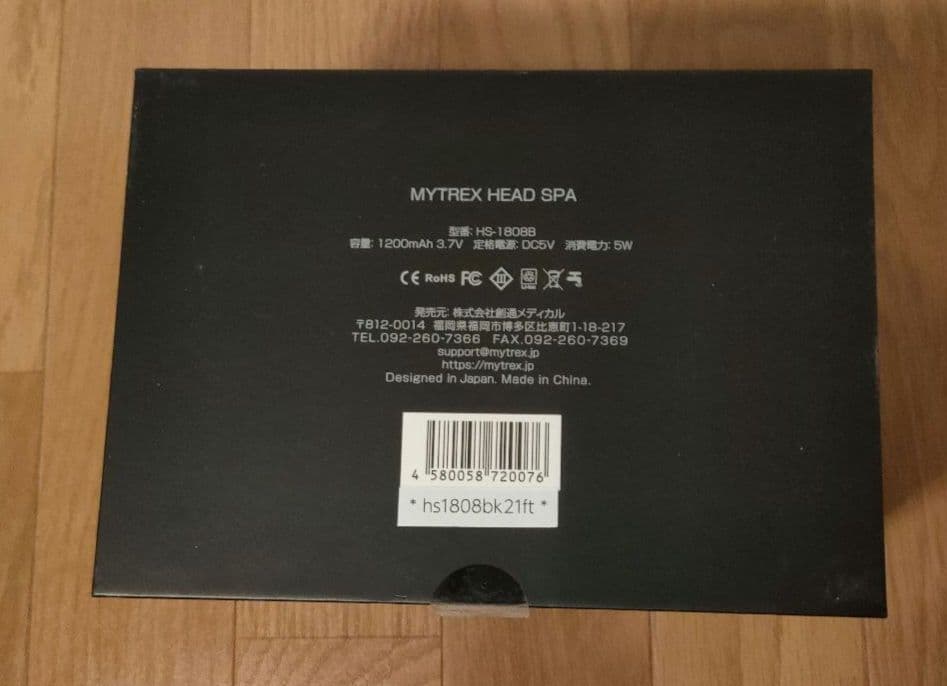 MYTREX HEAD SPA
型番: HS-1808B
容量: 1200mAh 3.7V 定格電源: DC5V 消費電力: 5W
CE RoHS FC
発売元: 株式会社創通メディカル
〒812-0014 福岡県福岡市博多区比恵町1-18-217
TEL.092-260-7366 FAX.092-260-7369
support@mytrex.jp
https://mytrex.jp
Designed in Japan. Made in China.
4 580058 720076
* hs1808bk21ft *